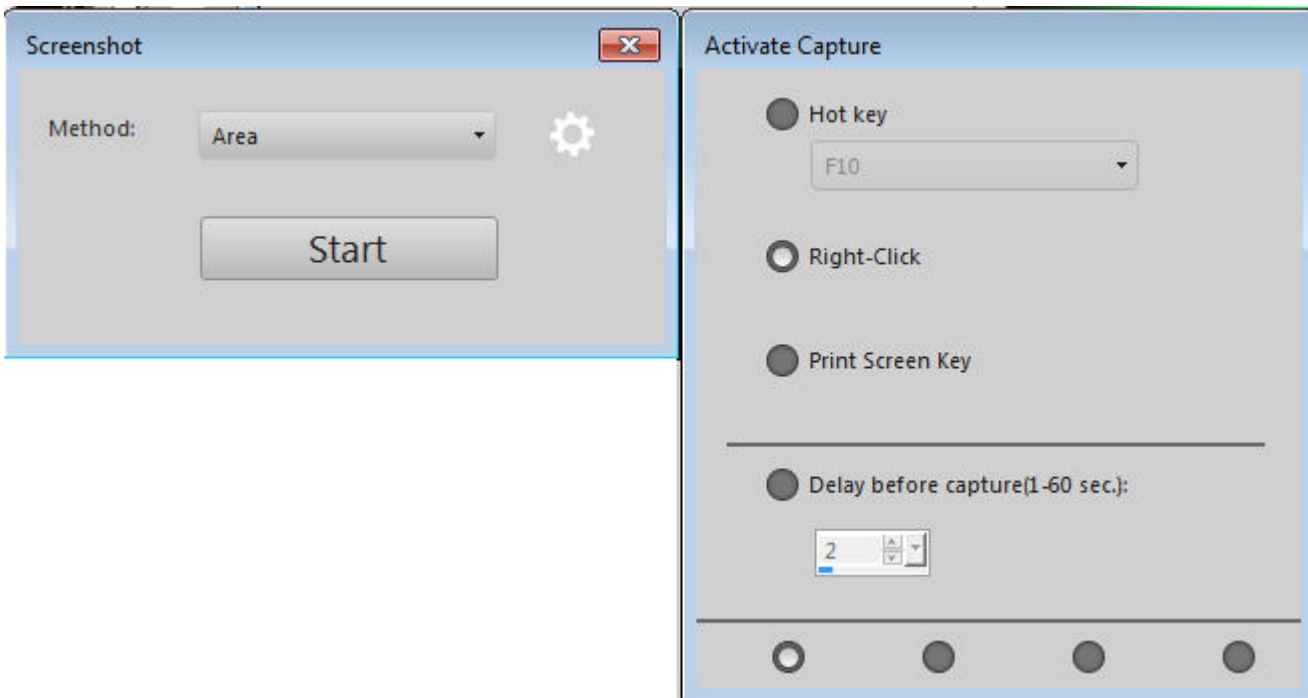 Screenshot
Method:
Area
Start
Activate Capture
Hot key
F10
Right-Click
Print Screen Key
Delay before capture(1-60 sec.):
2